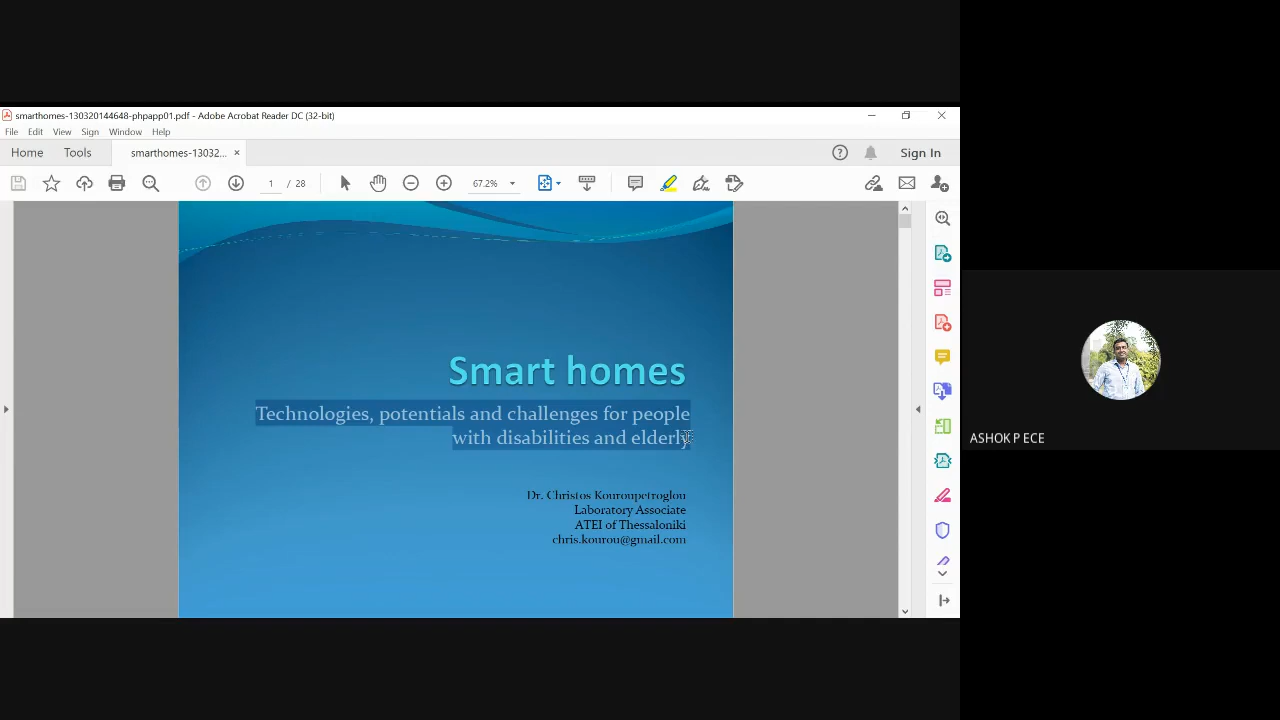 smarthomes-130320144648-phpapp01.pdf - Adobe Acrobat Reader DC (32-bit)
File Edit View Sign Window Help
Home Tools smarthomes-13032... × Sign In
1 / 28 67.2%
Smart homes
Technologies, potentials and challenges for people
with disabilities and elderly
Dr. Christos Kouroupetroglou
Laboratory Associate
ATEI of Thessaloniki
chris.kourou@gmail.com
ASHOK P ECE